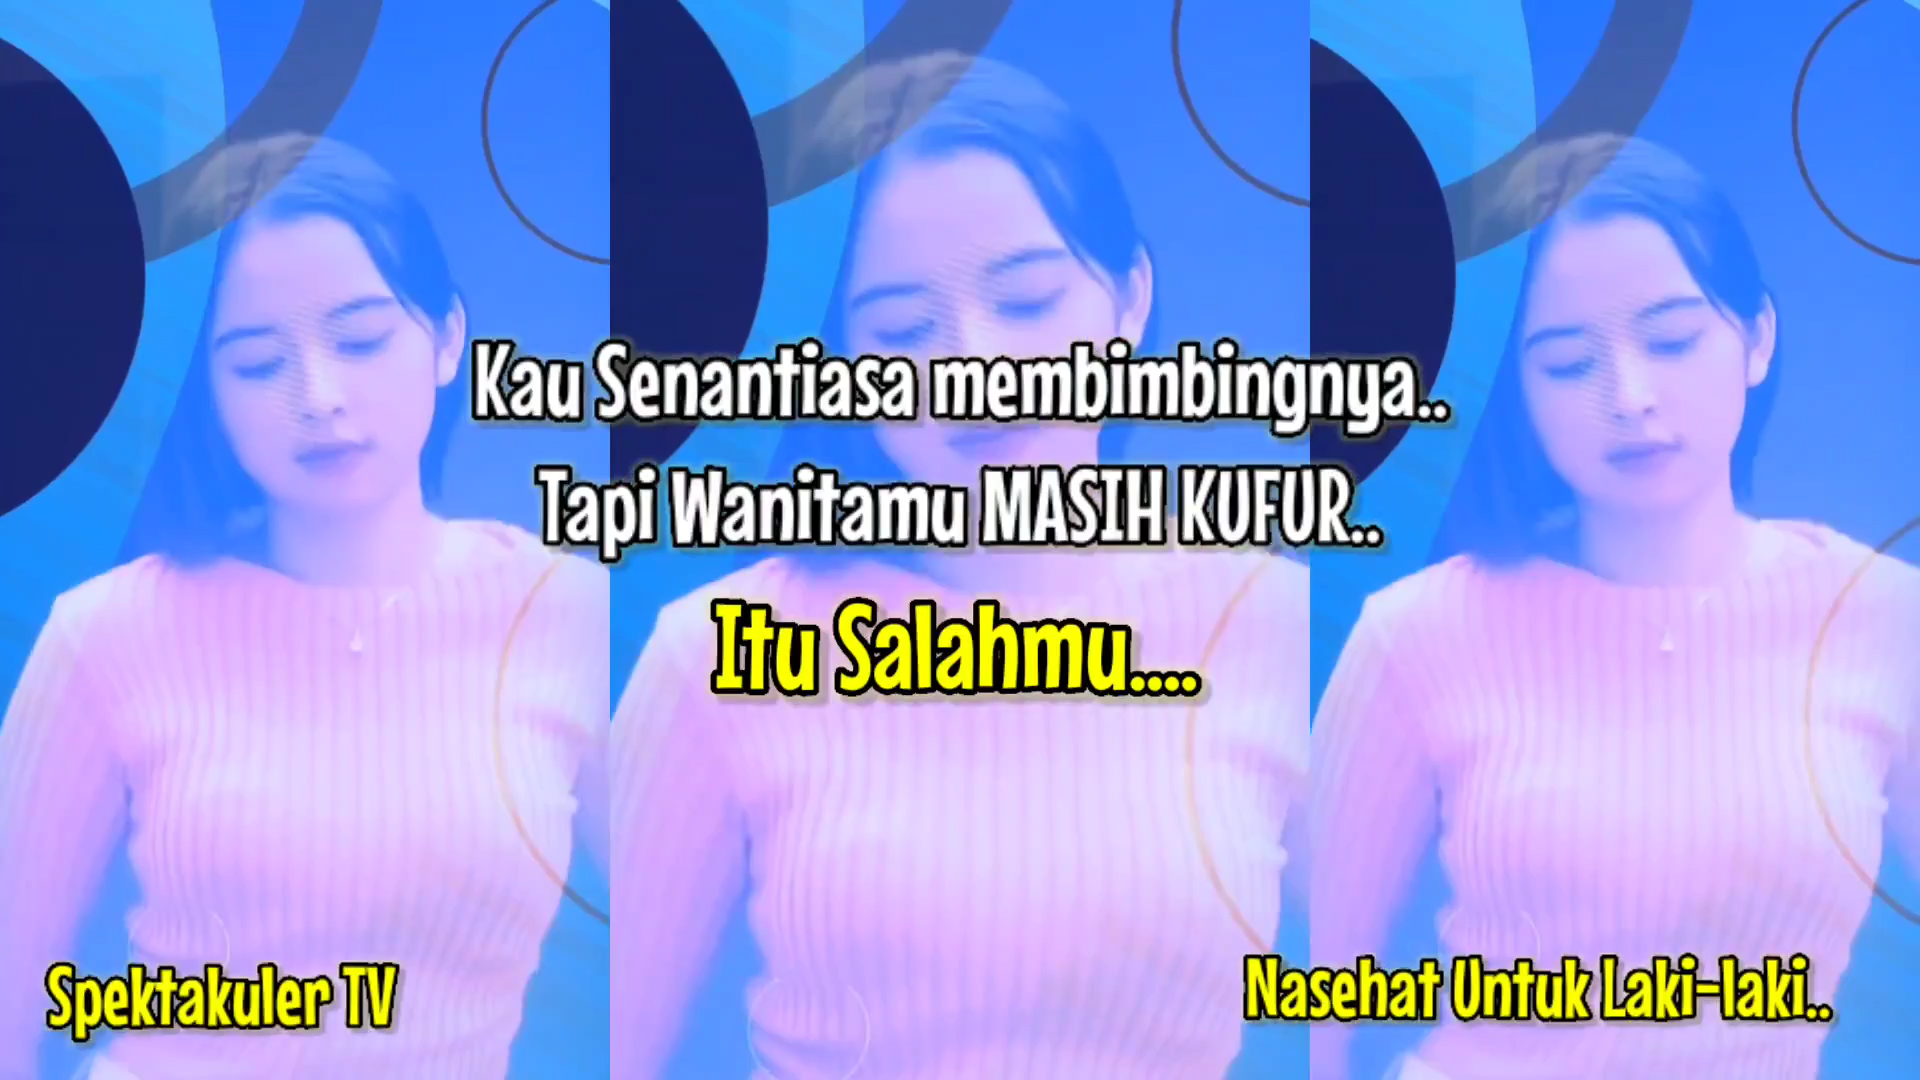 Kau Senantiasa membimbingnya..
Tapi Wanitamu MASIH KUFUR..
Itu Salahmu....
Spektakuler TV
Nasehat Untuk Laki-laki..